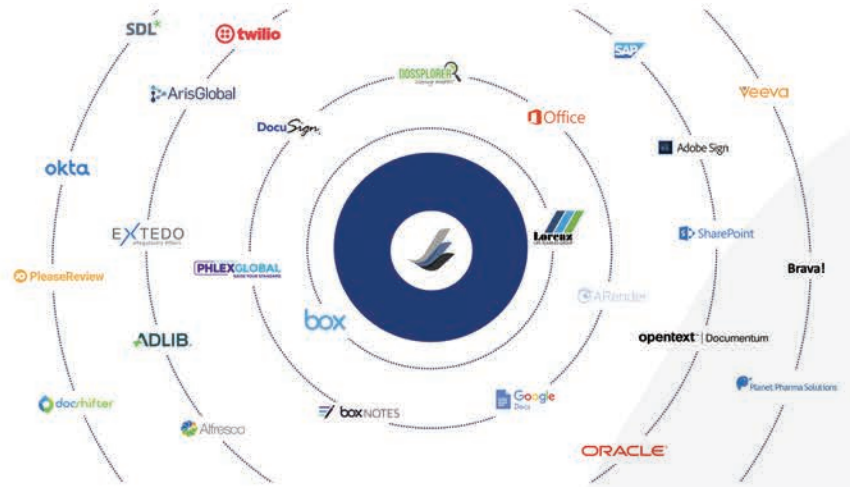 SDL*
twilio
DOSSPLORER
SAP
ArisGlobal
Veeva
Office
DocuSign
Adobe Sign
okta
Lorenz
EXTEDO
SharePoint
PHLEXGLOBAL
Brava!
PleaseReview
ARender
box
ADLIB
opentext™ | Documentum
Planet Pharma Solutions
Google
Docs
docshifter
box NOTES
Alfresco
ORACLE®